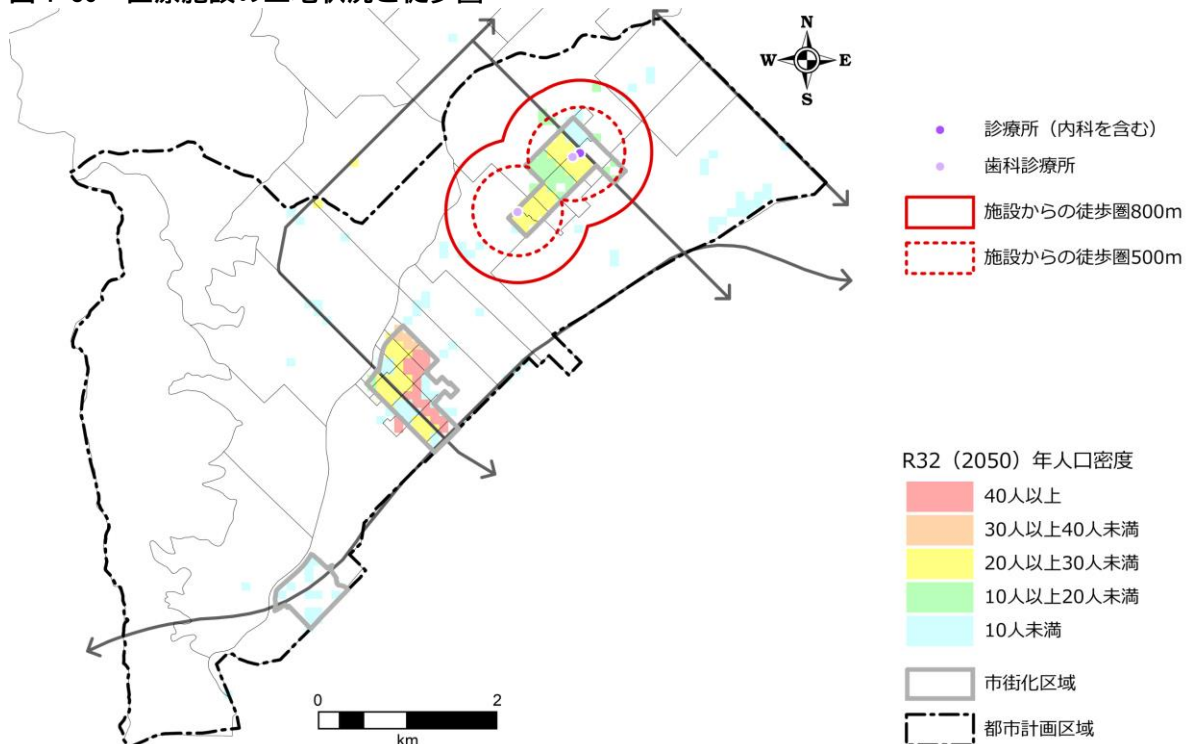 N
W E
S
診療所（内科を含む）
歯科診療所
施設からの徒歩圏800m
施設からの徒歩圏500m
R32（2050）年人口密度
40人以上
30人以上40人未満
20人以上30人未満
10人以上20人未満
10人未満
市街化区域
都市計画区域
0 2
km